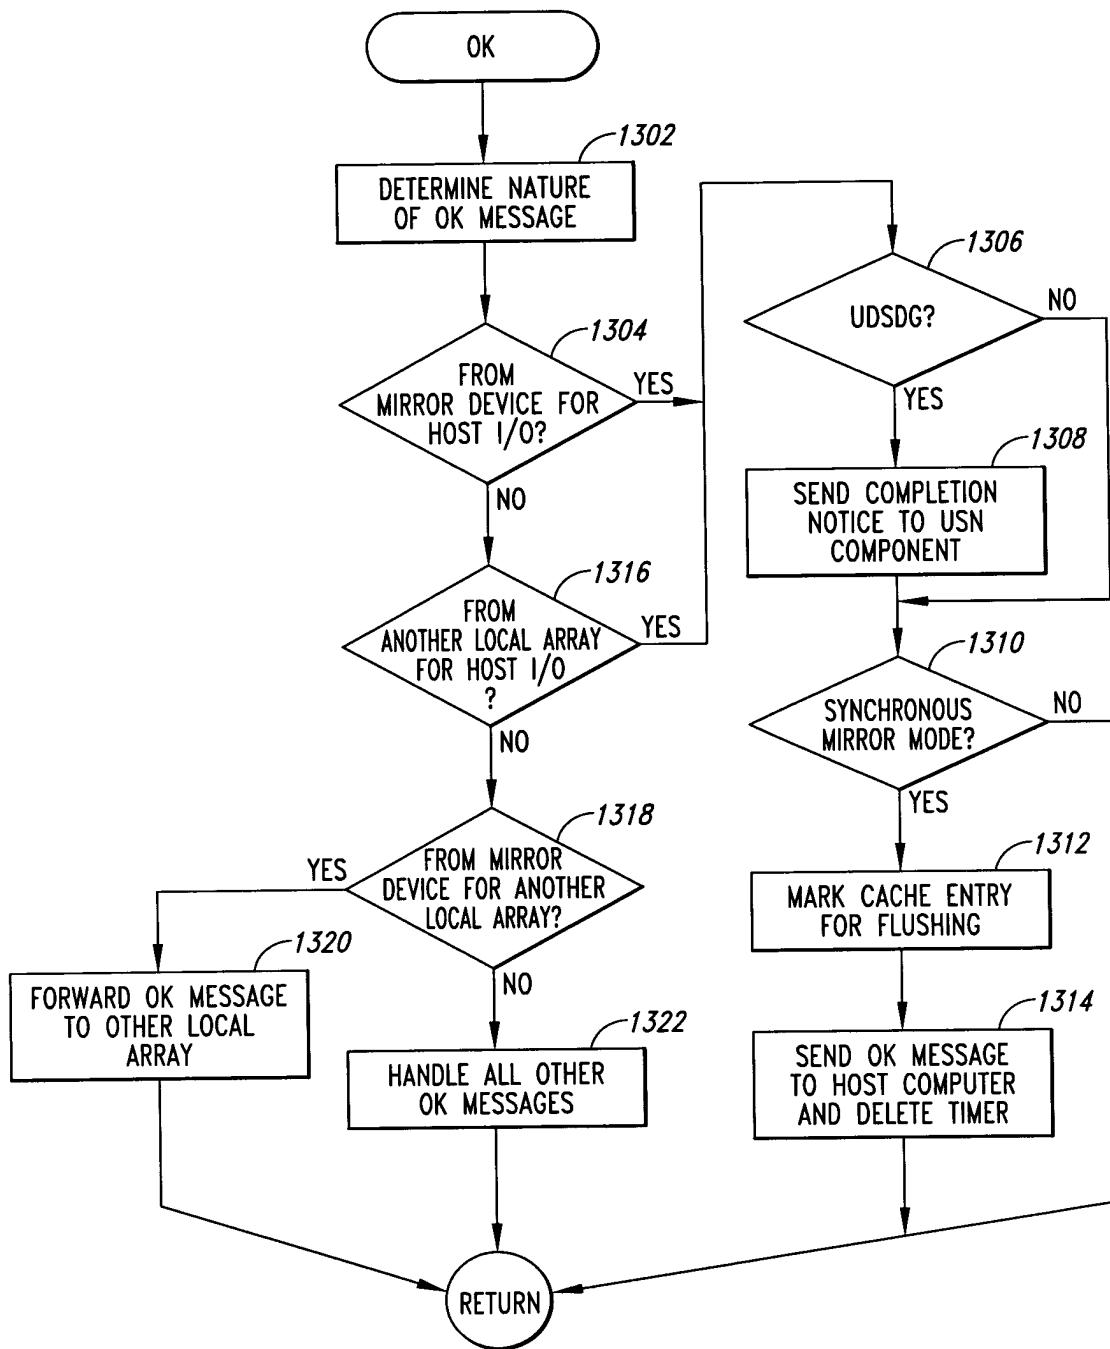 OK
1302
DETERMINE NATURE
OF OK MESSAGE
1304
FROM
MIRROR DEVICE FOR
HOST I/O?
YES
NO
1316
FROM
ANOTHER LOCAL ARRAY
FOR HOST I/O
?
YES
NO
1318
FROM MIRROR
DEVICE FOR ANOTHER
LOCAL ARRAY?
YES
NO
1320
FORWARD OK MESSAGE
TO OTHER LOCAL
ARRAY
1322
HANDLE ALL OTHER
OK MESSAGES
1306
UDSDG?
NO
YES
1308
SEND COMPLETION
NOTICE TO USN
COMPONENT
1310
SYNCHRONOUS
MIRROR MODE?
NO
YES
1312
MARK CACHE ENTRY
FOR FLUSHING
1314
SEND OK MESSAGE
TO HOST COMPUTER
AND DELETE TIMER
RETURN